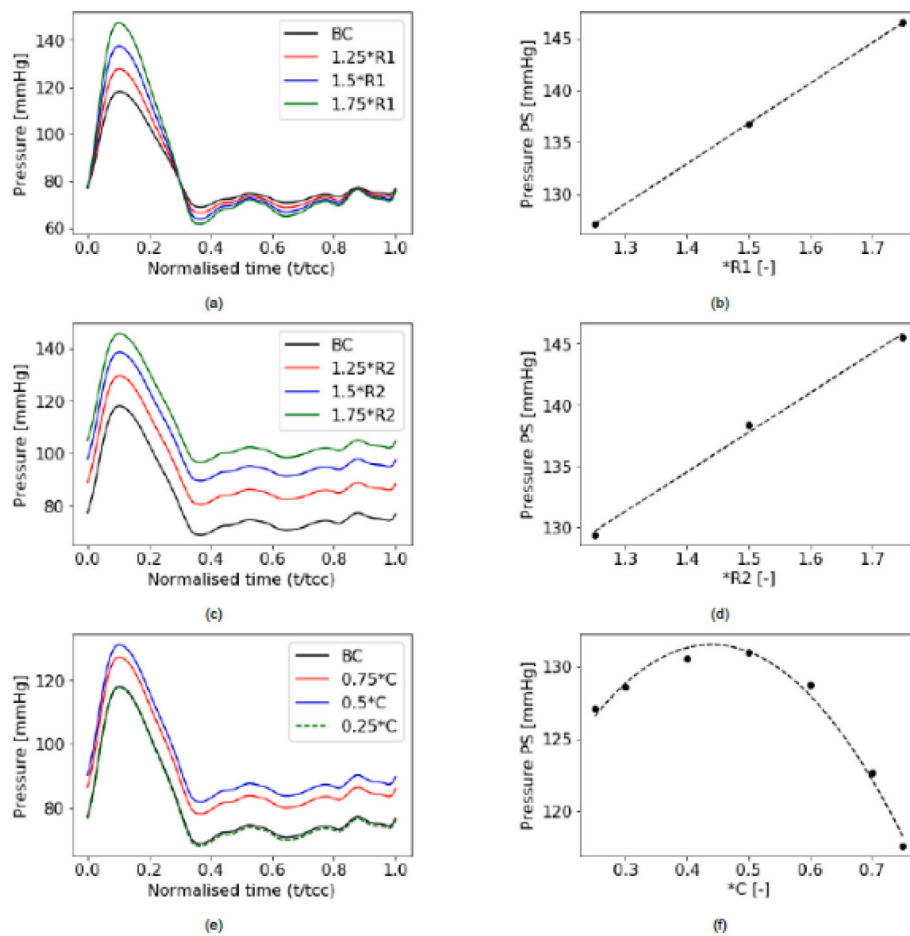 140
120
100
80
60
Pressure [mmHg]
BC
1.25*R1
1.5*R1
1.75*R1
0.0 0.2 0.4 0.6 0.8 1.0
Normalised time (t/tcc)
(a)
145
140
135
130
Pressure PS [mmHg]
1.3 1.4 1.5 1.6 1.7
*R1 [-]
(b)
140
120
100
80
Pressure [mmHg]
BC
1.25*R2
1.5*R2
1.75*R2
0.0 0.2 0.4 0.6 0.8 1.0
Normalised time (t/tcc)
(c)
145
140
135
130
Pressure PS [mmHg]
1.3 1.4 1.5 1.6 1.7
*R2 [-]
(d)
120
100
80
Pressure [mmHg]
BC
0.75*C
0.5*C
0.25*C
0.0 0.2 0.4 0.6 0.8 1.0
Normalised time (t/tcc)
(e)
130
125
120
Pressure PS [mmHg]
0.3 0.4 0.5 0.6 0.7
*C [-]
(f)